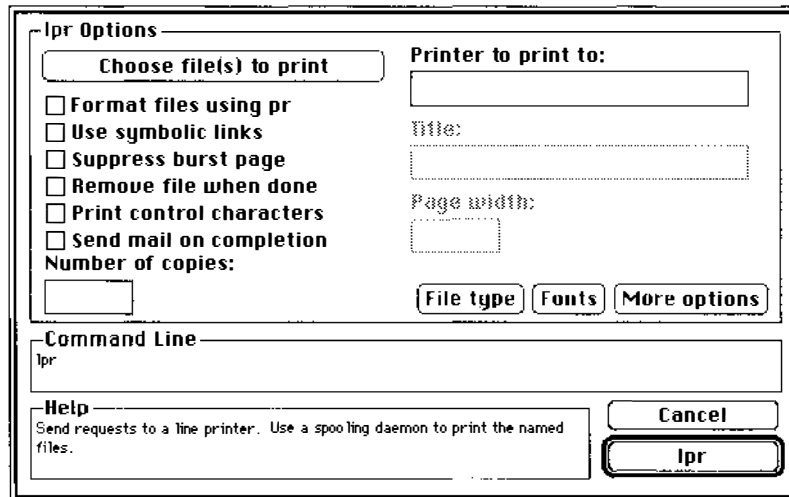 lpr Options
Choose file(s) to print
Format files using pr
Use symbolic links
Suppress burst page
Remove file when done
Print control characters
Send mail on completion
Number of copies:
Printer to print to:
Title:
Page width:
File type
Fonts
More options
Command Line
lpr
Help
Send requests to a line printer. Use a spooling daemon to print the named
files.
Cancel
lpr